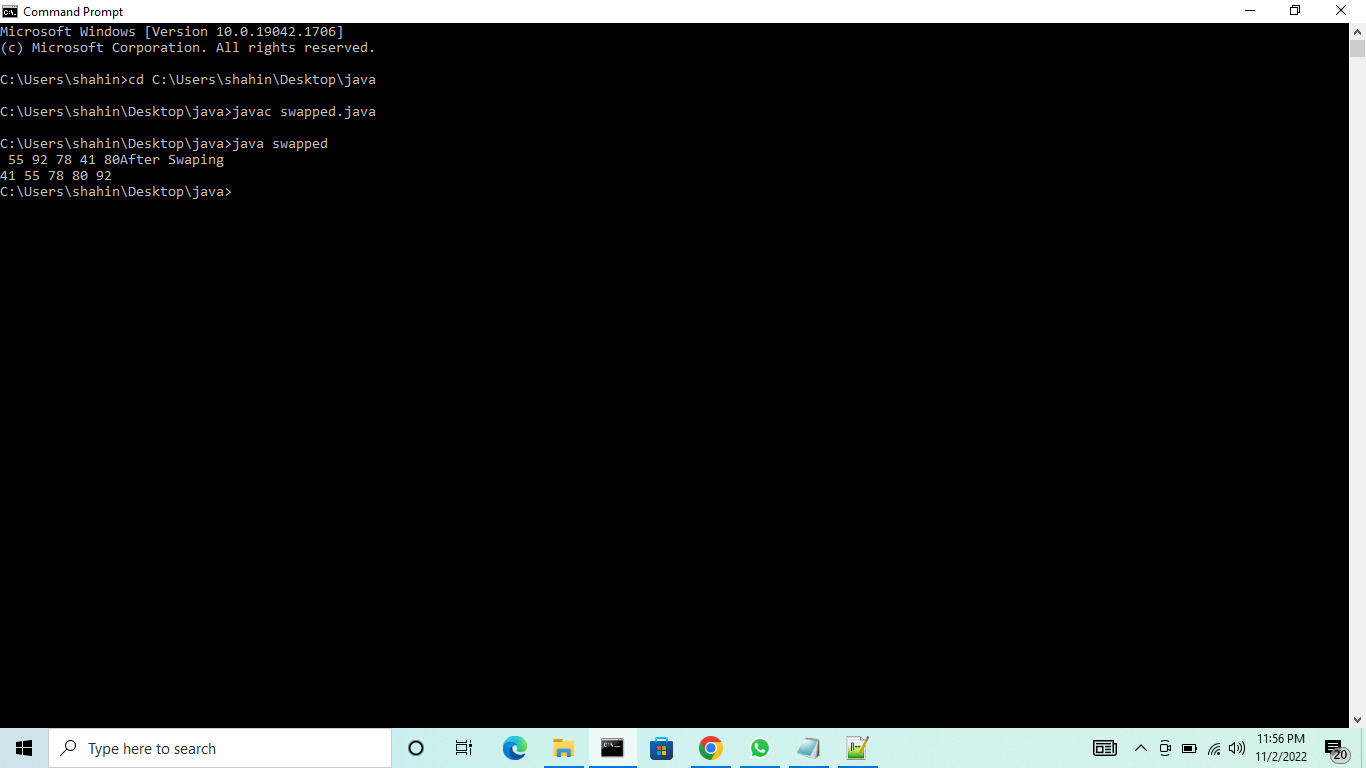 Command Prompt
Microsoft Windows [Version 10.0.19042.1706]
(c) Microsoft Corporation. All rights reserved.
C:\Users\shahin>cd C:\Users\shahin\Desktop\java
C:\Users\shahin\Desktop\java>javac swapped.java
C:\Users\shahin\Desktop\java>java swapped
 55 92 78 41 80After Swaping
41 55 78 80 92
C:\Users\shahin\Desktop\java>
Type here to search
11:56 PM
11/2/2022
20